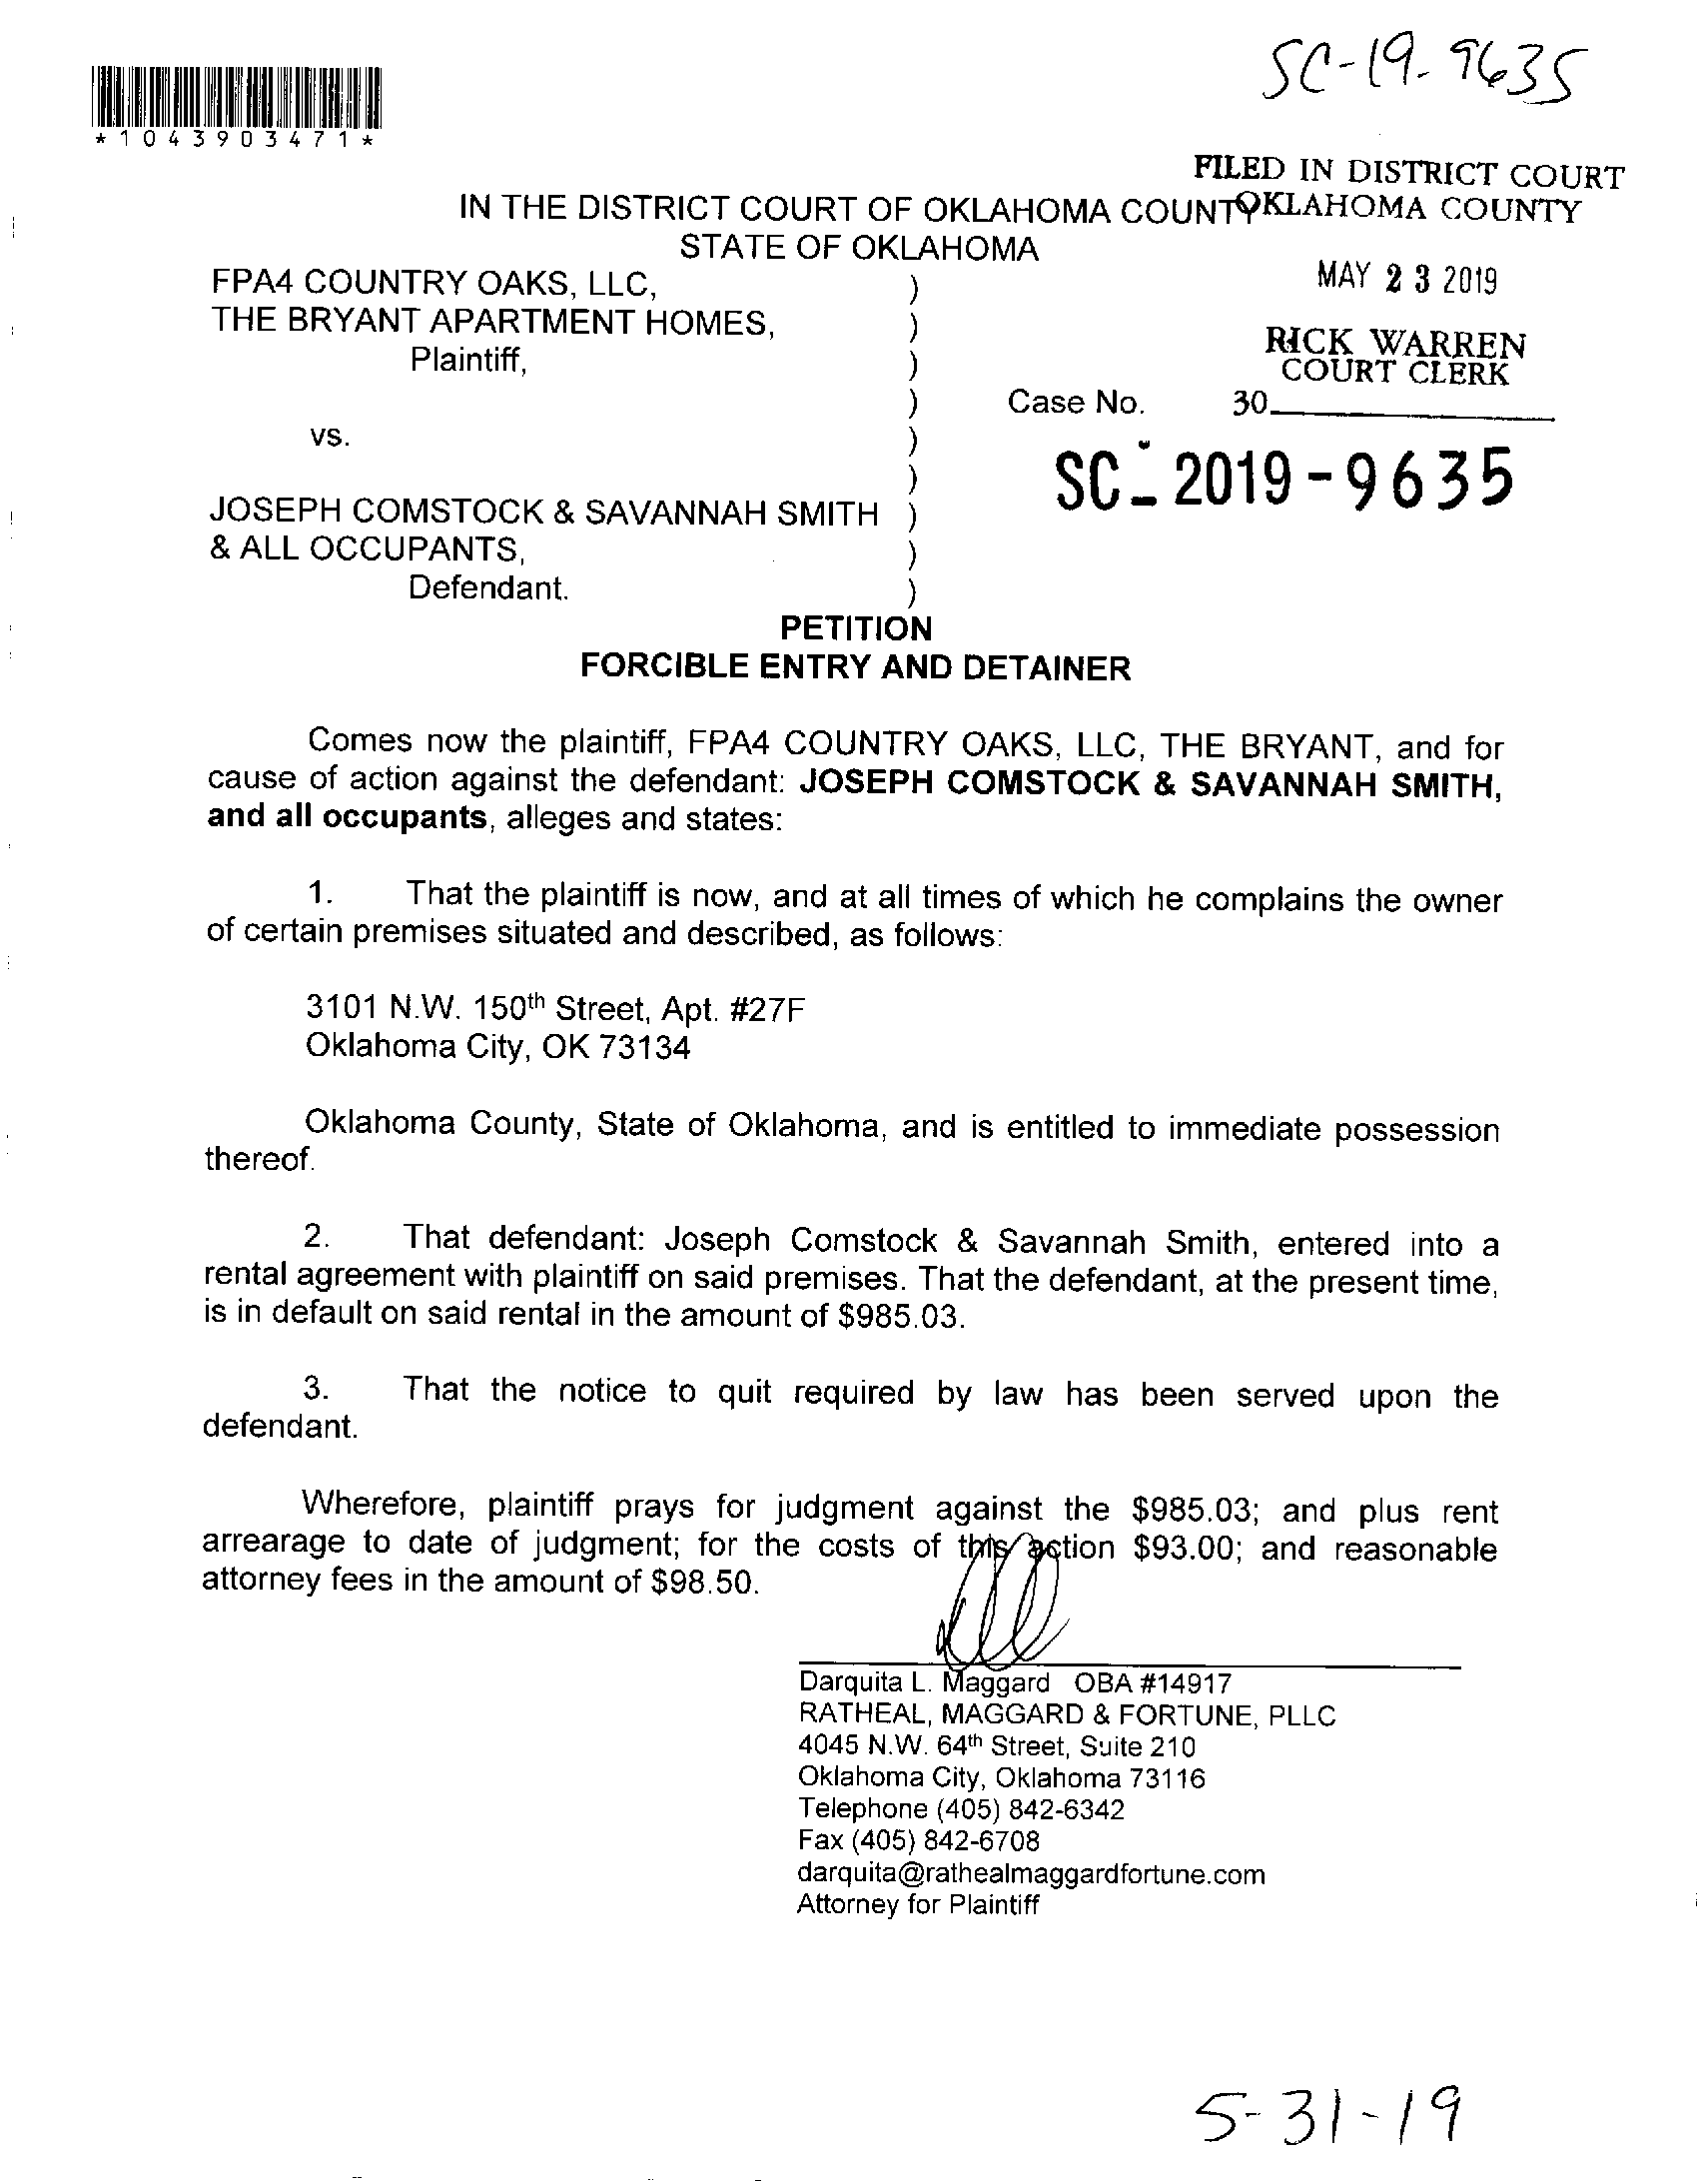 SC-19-9635
*1043903471*
FILED IN DISTRICT COURT
OKLAHOMA COUNTY
IN THE DISTRICT COURT OF OKLAHOMA COUNTY
STATE OF OKLAHOMA
MAY 23 2019
RICK WARREN
COURT CLERK
30
FPA4 COUNTRY OAKS, LLC, )
THE BRYANT APARTMENT HOMES, )
Plaintiff, )
) Case No.
vs. )
) SC-2019-9635
JOSEPH COMSTOCK & SAVANNAH SMITH )
& ALL OCCUPANTS, )
Defendant. )
PETITION
FORCIBLE ENTRY AND DETAINER
Comes now the plaintiff, FPA4 COUNTRY OAKS, LLC, THE BRYANT, and for
cause of action against the defendant: JOSEPH COMSTOCK & SAVANNAH SMITH,
and all occupants, alleges and states:
1. That the plaintiff is now, and at all times of which he complains the owner
of certain premises situated and described, as follows:
3101 N.W. 150th Street, Apt. #27F
Oklahoma City, OK 73134
Oklahoma County, State of Oklahoma, and is entitled to immediate possession
thereof.
2. That defendant: Joseph Comstock & Savannah Smith, entered into a
rental agreement with plaintiff on said premises. That the defendant, at the present time,
is in default on said rental in the amount of $985.03.
3. That the notice to quit required by law has been served upon the
defendant.
Wherefore, plaintiff prays for judgment against the $985.03; and plus rent
arrearage to date of judgment; for the costs of this action $93.00; and reasonable
attorney fees in the amount of $98.50.
Darquita L. Maggard OBA #14917
RATHEAL, MAGGARD & FORTUNE, PLLC
4045 N.W. 64th Street, Suite 210
Oklahoma City, Oklahoma 73116
Telephone (405) 842-6342
Fax (405) 842-6708
darquita@rathealmaggardfortune.com
Attorney for Plaintiff
5-31-19